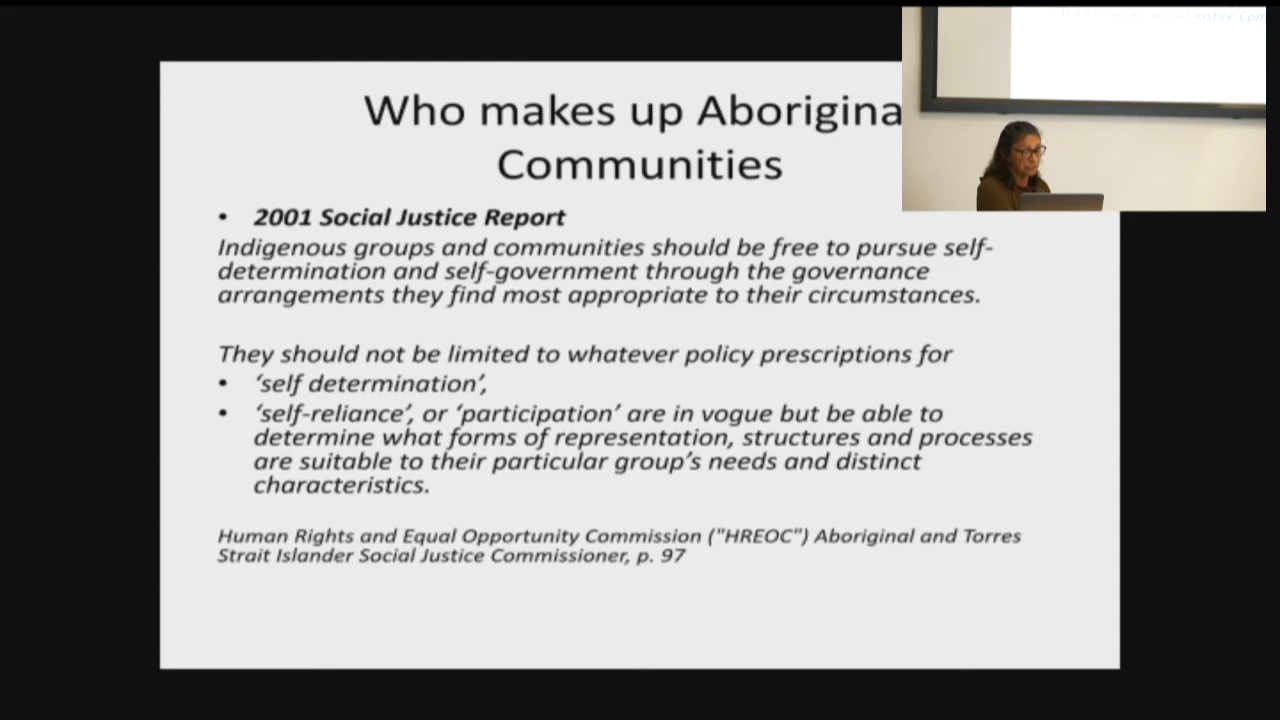 Who makes up Aborigina
Communities
• 2001 Social Justice Report
Indigenous groups and communities should be free to pursue self-
determination and self-government through the governance
arrangements they find most appropriate to their circumstances.
They should not be limited to whatever policy prescriptions for
• ‘self determination’,
• ‘self-reliance’, or ‘participation’ are in vogue but be able to
determine what forms of representation, structures and processes
are suitable to their particular group’s needs and distinct
characteristics.
Human Rights and Equal Opportunity Commission ("HREOC") Aboriginal and Torres
Strait Islander Social Justice Commissioner, p. 97